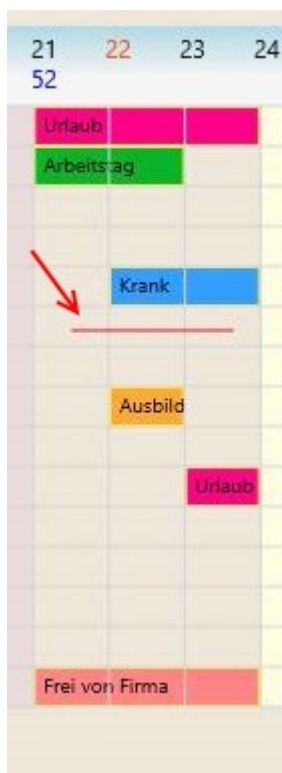 21 22 23 24
52
Urlaub
Arbeitstag
Krank
Ausbild
Urlaub
Frei von Firma